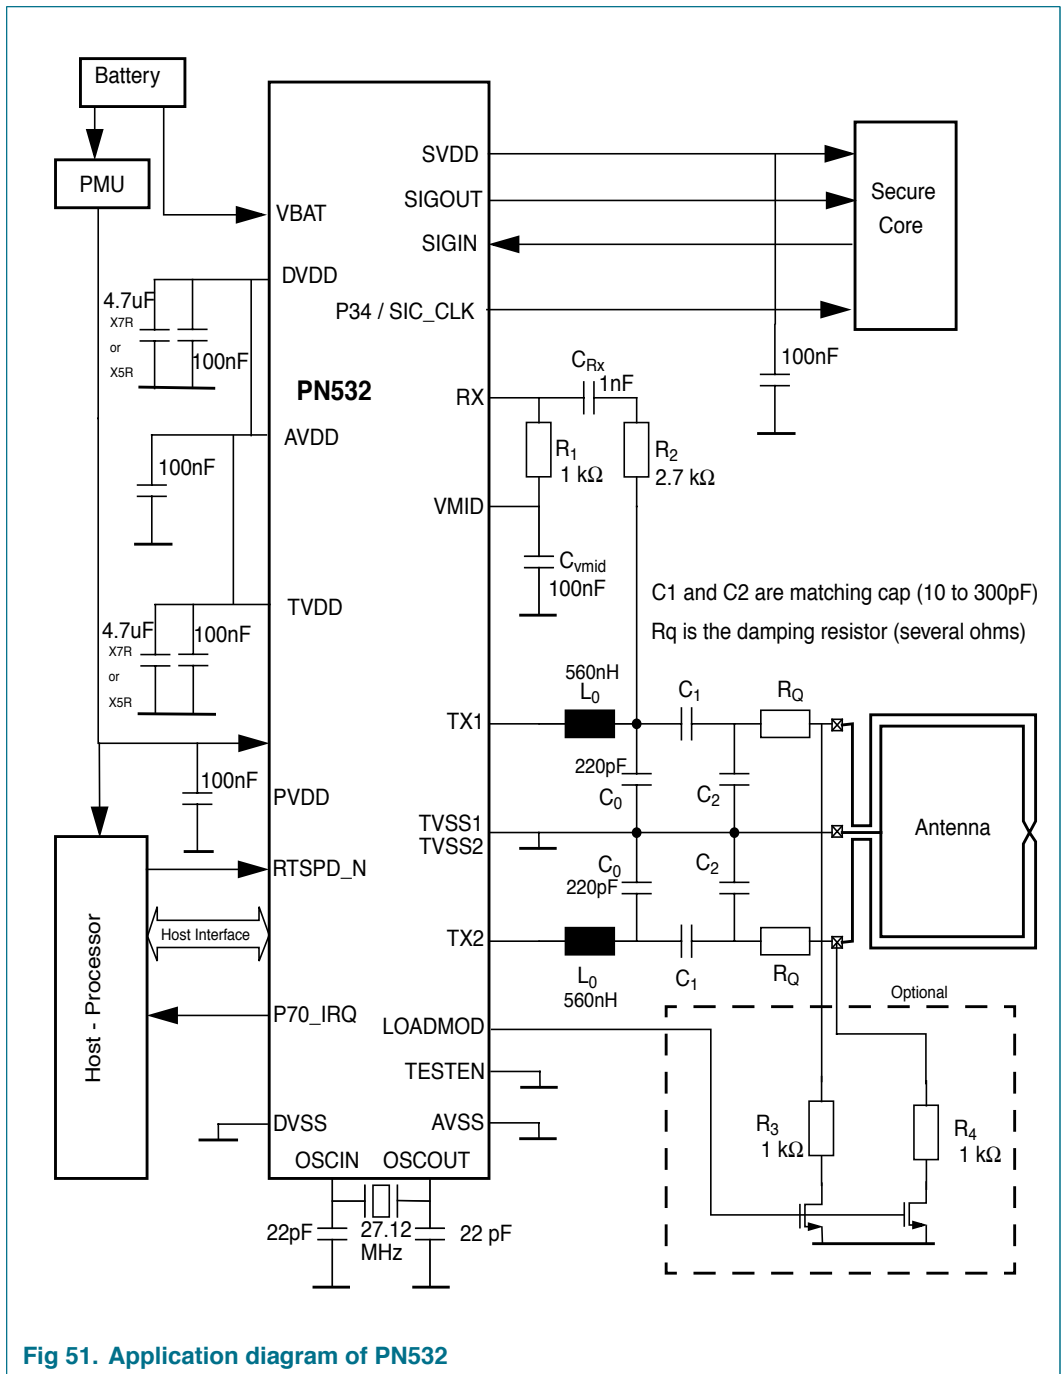 Battery
PMU
VBAT
DVDD
4.7uF
X7R
or
X5R
100nF
PN532
AVDD
100nF
TVDD
4.7uF
X7R
or
X5R
100nF
100nF
PVDD
RTSPD_N
Host Interface
Host - Processor
P70_IRQ
DVSS
OSCIN
OSCOUT
22pF
27.12
MHz
22 pF
SVDD
SIGOUT
SIGIN
P34 / SIC_CLK
Secure
Core
100nF
RX
CRx
1nF
R1
1 kΩ
R2
2.7 kΩ
VMID
Cvmid
100nF
C1 and C2 are matching cap (10 to 300pF)
Rq is the damping resistor (several ohms)
560nH
L0
C1
RQ
TX1
220pF
C0
C2
TVSS1
TVSS2
C0
220pF
C2
Antenna
TX2
L0
560nH
C1
RQ
Optional
LOADMOD
TESTEN
AVSS
R3
1 kΩ
R4
1 kΩ
Fig 51. Application diagram of PN532